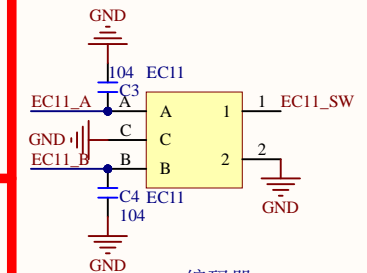 GND
104 EC11
C3
EC11_A A A 1 1 EC11_SW
GND C C
EC11_B B B 2 2
C4 EC11
104
GND
GND